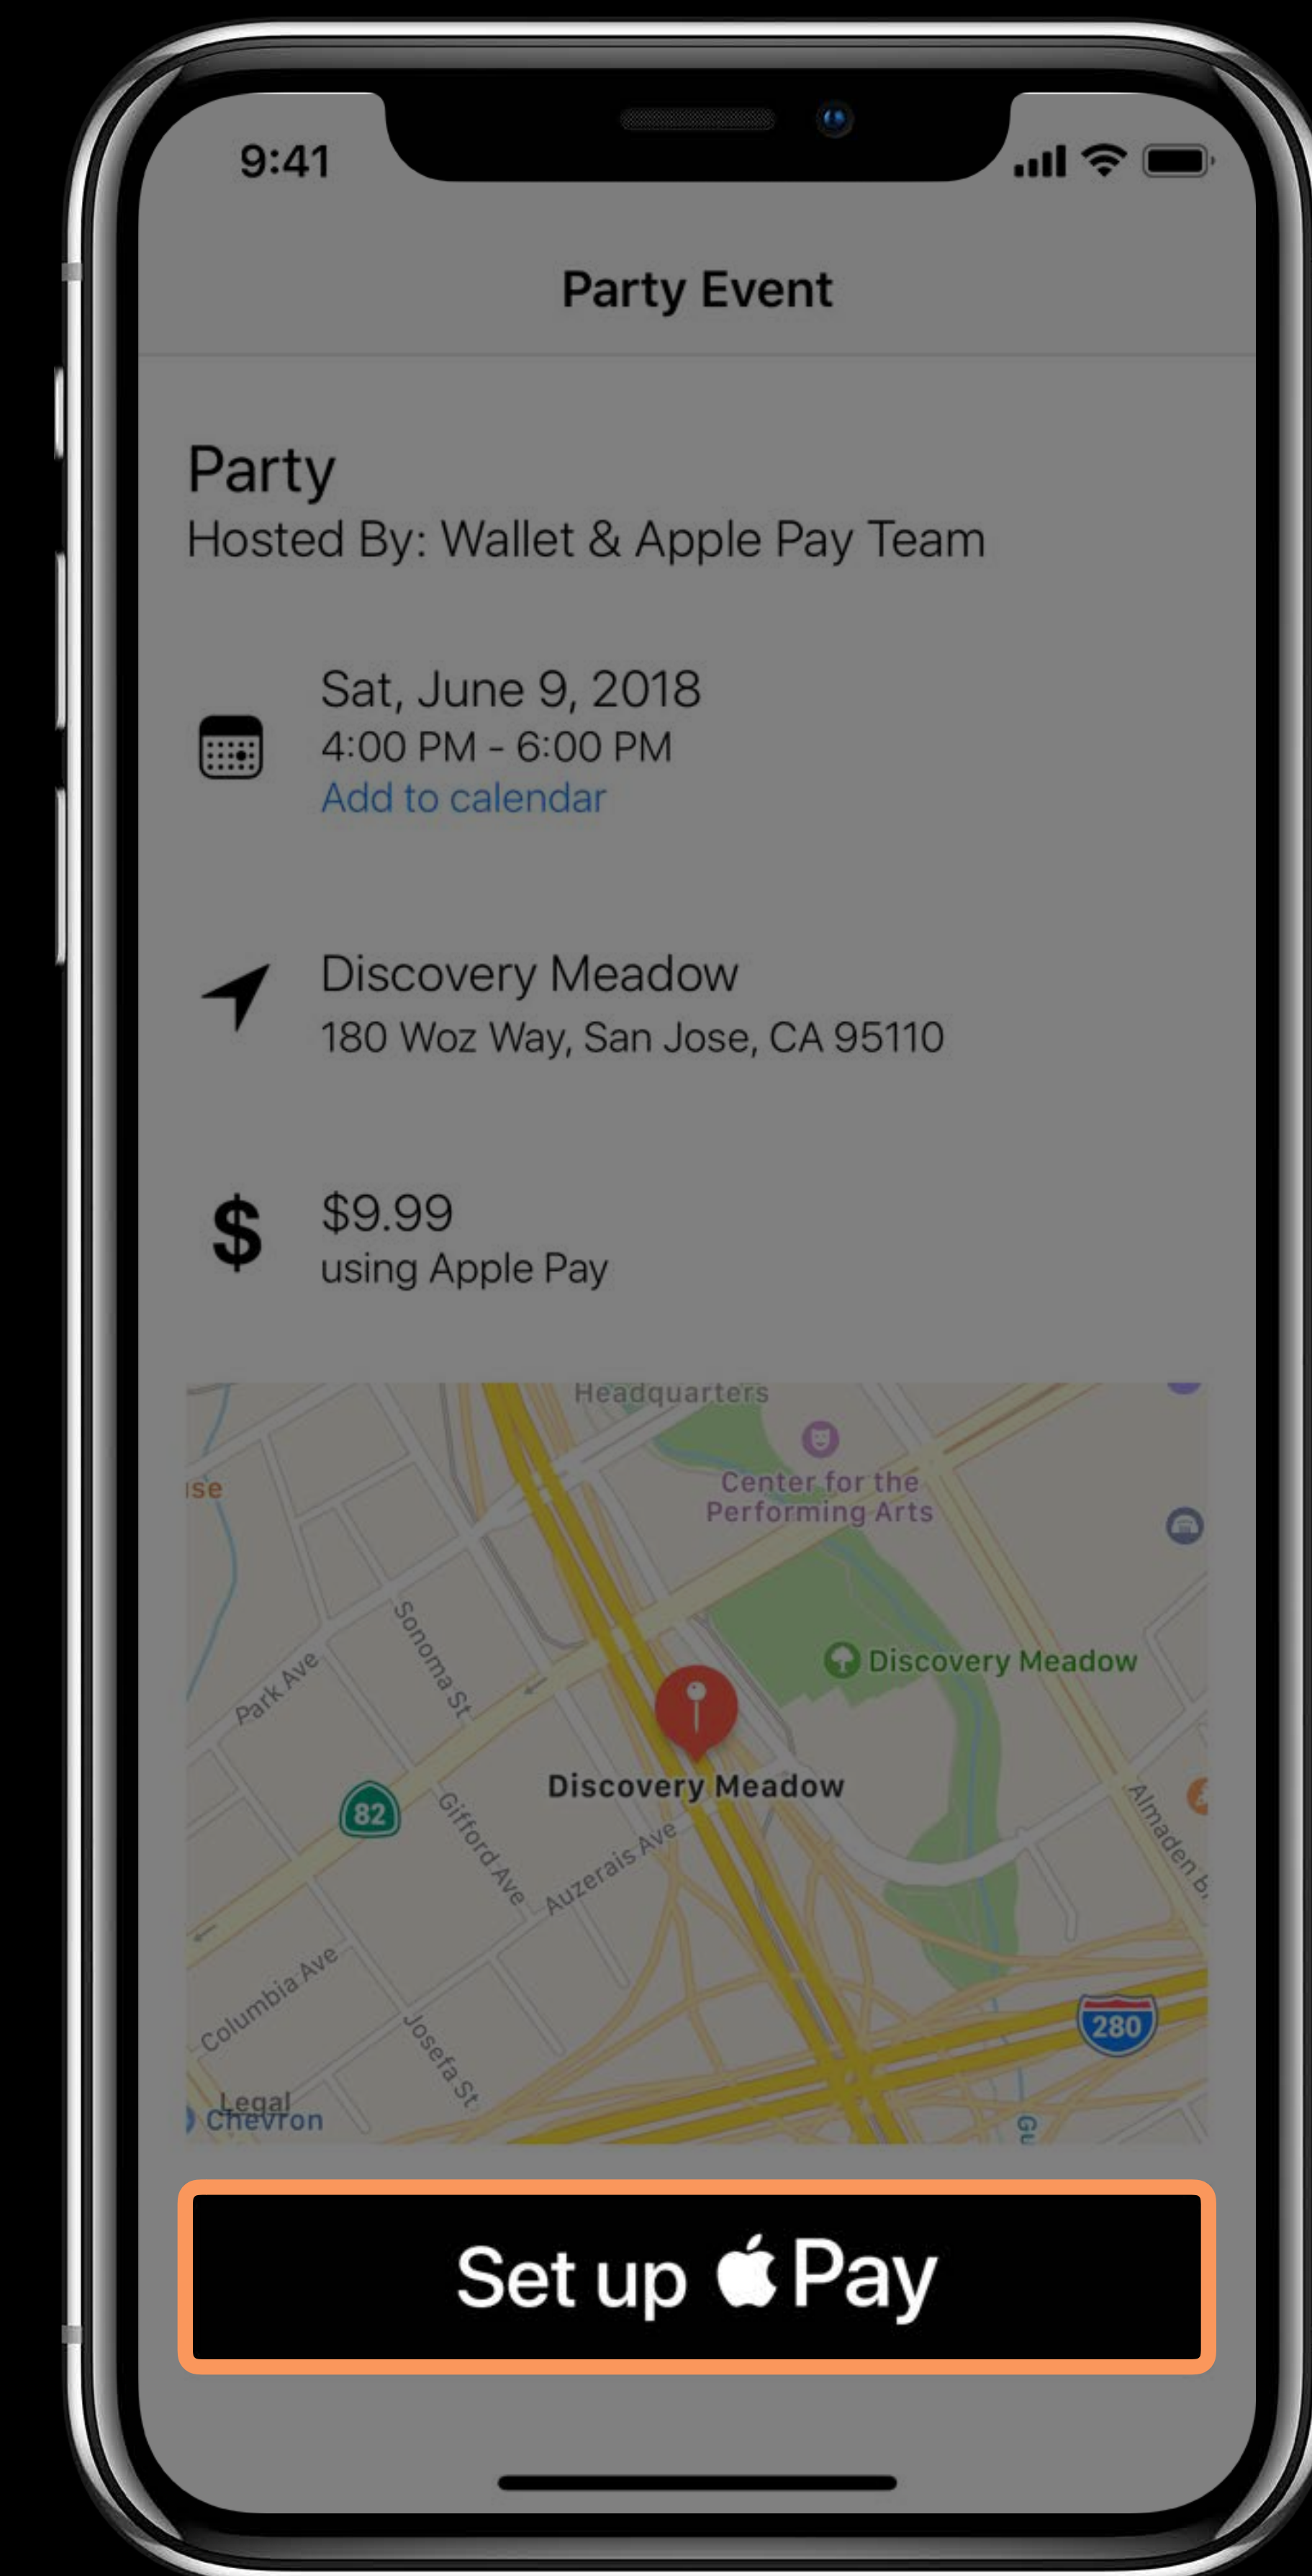 9:41
Party Event
Party
Hosted By: Wallet & Apple Pay Team
Sat, June 9, 2018
4:00 PM - 6:00 PM
Add to calendar
Discovery Meadow
180 Woz Way, San Jose, CA 95110
$
$9.99
using Apple Pay
Headquarters
Center for the
Performing Arts
Sonoma St
Park Ave
Discovery Meadow
Discovery Meadow
82
Gifford Ave
Auzerais Ave
Almaden
Columbia Ave
Josefa St
280
Legal
Chevron
Set up Pay